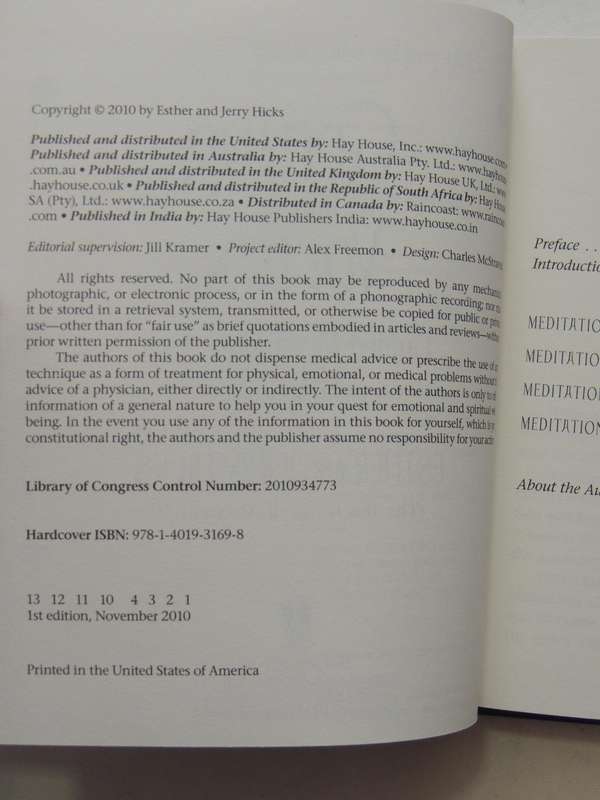 Copyright © 2010 by Esther and Jerry Hicks
Published and distributed in the United States by: Hay House, Inc.: www.hayhouse.com
Published and distributed in Australia by: Hay House Australia Pty. Ltd.: www.hayhouse
.com.au • Published and distributed in the United Kingdom by: Hay House UK, Ltd.: www
.hayhouse.co.uk • Published and distributed in the Republic of South Africa by: Hay House
SA (Pty), Ltd.: www.hayhouse.co.za • Distributed in Canada by: Raincoast: www.raincoast
.com • Published in India by: Hay House Publishers India: www.hayhouse.co.in
Editorial supervision: Jill Kramer • Project editor: Alex Freemon • Design: Charles
All rights reserved. No part of this book may be reproduced by any
photographic, or electronic process, or in the form of a phonographic recording; nor
it be stored in a retrieval system, transmitted, or otherwise be copied for public or
use—other than for “fair use” as brief quotations embodied in articles and reviews—
prior written permission of the publisher.
The authors of this book do not dispense medical advice or prescribe the use of
technique as a form of treatment for physical, emotional, or medical problems without
advice of a physician, either directly or indirectly. The intent of the authors is only to
information of a general nature to help you in your quest for emotional and spiritual
being. In the event you use any of the information in this book for yourself, which is
constitutional right, the authors and the publisher assume no responsibility for your
Library of Congress Control Number: 2010934773
Hardcover ISBN: 978-1-4019-3169-8
13 12 11 10 4 3 2 1
1st edition, November 2010
Printed in the United States of America
Preface . .
Introductio
MEDITATIO
MEDITATION
MEDITATION
MEDITATION
About the Au